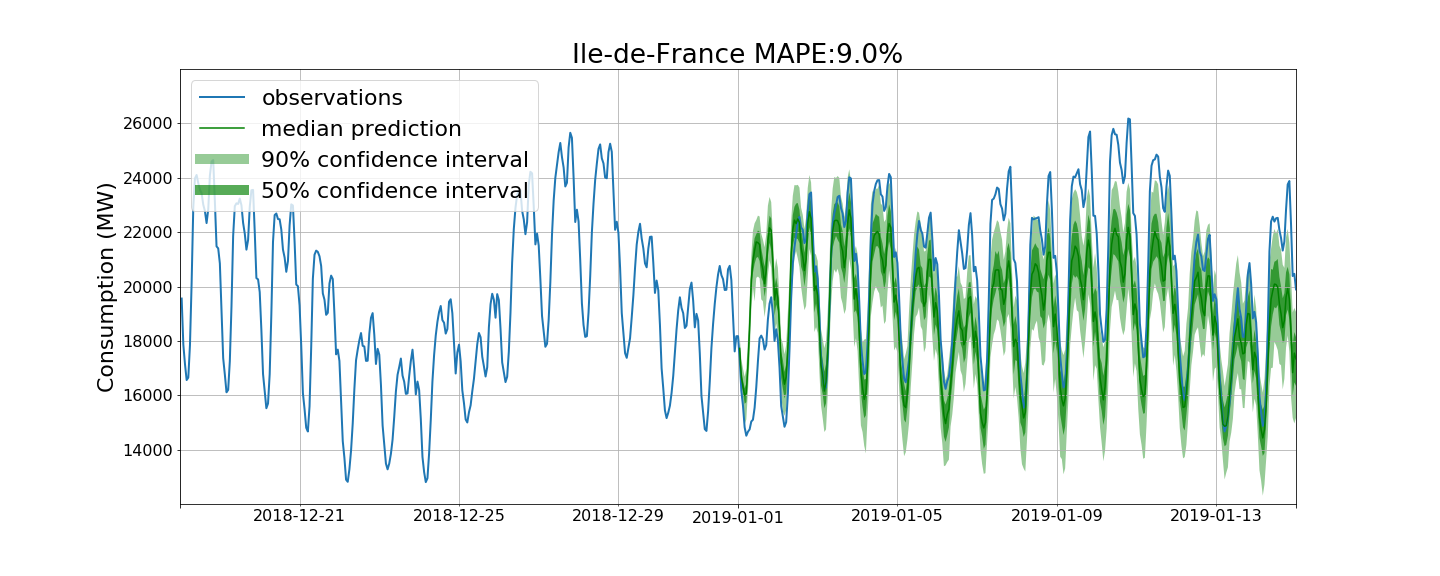 Ile-de-France MAPE:9.0%
observations
median prediction
90% confidence interval
50% confidence interval
Consumption (MW)
26000
24000
22000
20000
18000
16000
14000
2018-12-21
2018-12-25
2018-12-29
2019-01-01
2019-01-05
2019-01-09
2019-01-13